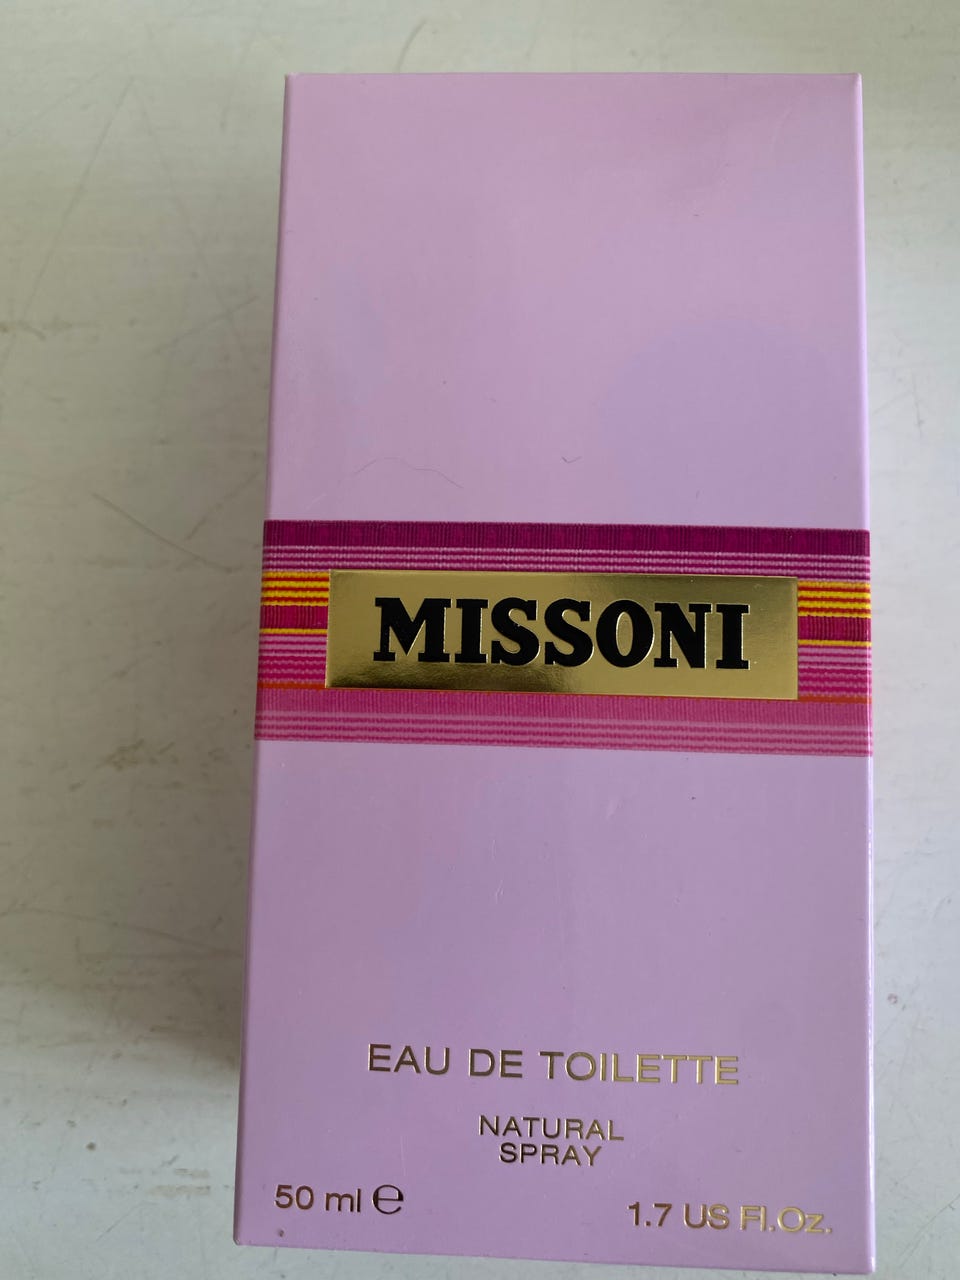 MISSONI
EAU DE TOILETTE
NATURAL
SPRAY
50 ml ℮
1.7 US Fl.Oz.